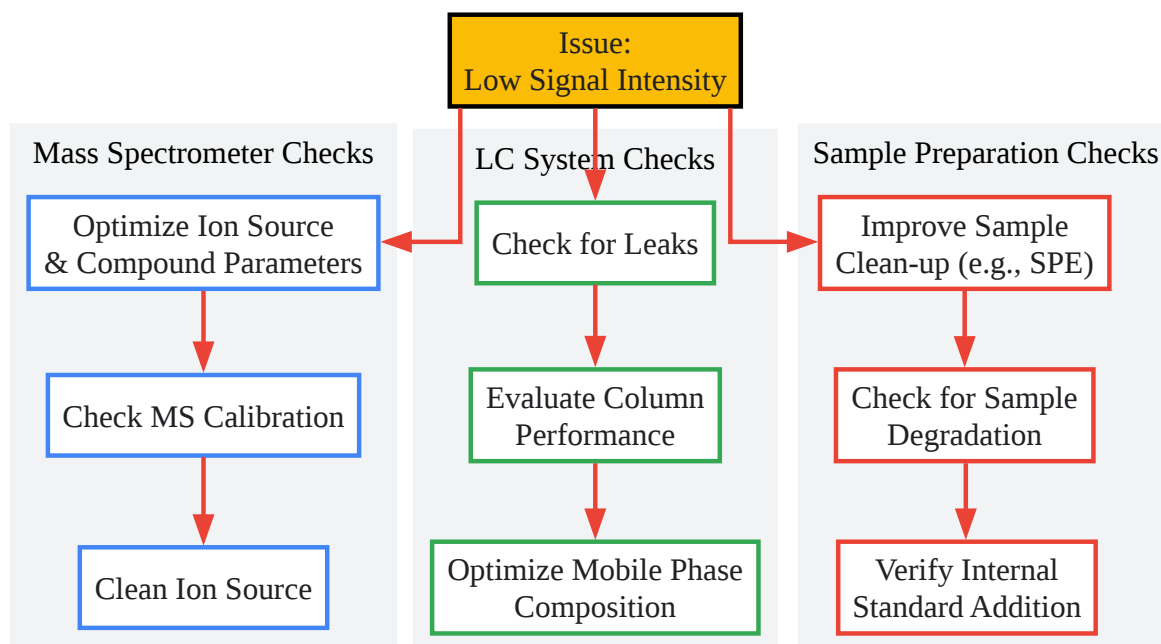 Issue:
Low Signal Intensity
Mass Spectrometer Checks
Optimize Ion Source
& Compound Parameters
Check MS Calibration
Clean Ion Source
LC System Checks
Check for Leaks
Evaluate Column
Performance
Optimize Mobile Phase
Composition
Sample Preparation Checks
Improve Sample
Clean-up (e.g., SPE)
Check for Sample
Degradation
Verify Internal
Standard Addition